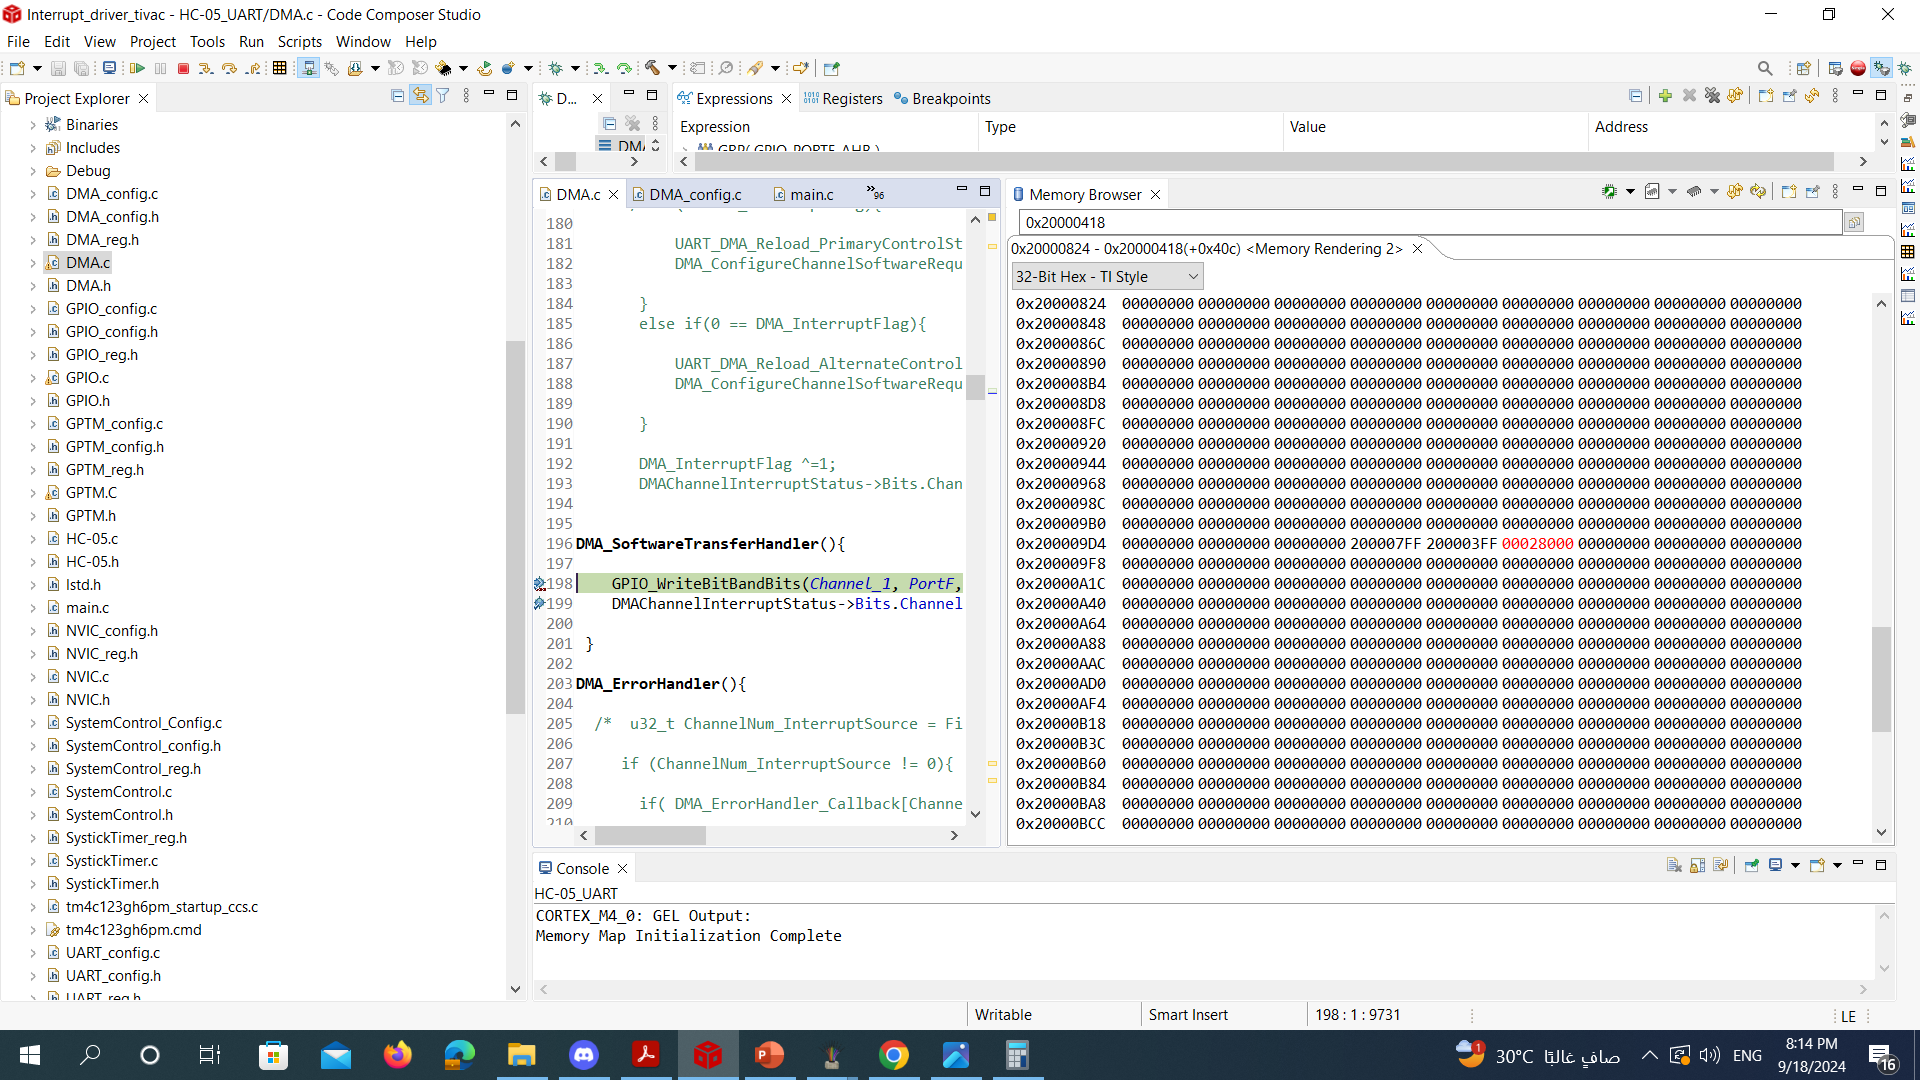 Interrupt_driver_tivac - HC-05_UART/DMA.c - Code Composer Studio
File Edit View Project Tools Run Scripts Window Help
Project Explorer
Binaries
Includes
Debug
DMA_config.c
DMA_config.h
DMA_reg.h
DMA.c
DMA.h
GPIO_config.c
GPIO_config.h
GPIO_reg.h
GPIO.c
GPIO.h
GPTM_config.c
GPTM_config.h
GPTM_reg.h
GPTM.C
GPTM.h
HC-05.c
HC-05.h
lstd.h
main.c
NVIC_config.h
NVIC_reg.h
NVIC.c
NVIC.h
SystemControl_Config.c
SystemControl_config.h
SystemControl_reg.h
SystemControl.c
SystemControl.h
SystickTimer_reg.h
SystickTimer.c
SystickTimer.h
tm4c123gh6pm_startup_ccs.c
tm4c123gh6pm.cmd
UART_config.c
UART_config.h
UART_reg.h
D...
DMA
Expressions Registers Breakpoints
Expression Type Value Address
GRP( GPIO_PORTF_AHB )
DMA.c DMA_config.c main.c »96
180
181 UART_DMA_Reload_PrimaryControlSt
182 DMA_ConfigureChannelSoftwareRequ
183
184 }
185 else if(0 == DMA_InterruptFlag){
186
187 UART_DMA_Reload_AlternateControl
188 DMA_ConfigureChannelSoftwareRequ
189
190 }
191
192 DMA_InterruptFlag ^=1;
193 DMAChannelInterruptStatus->Bits.Chan
194
195
196 DMA_SoftwareTransferHandler(){
197
198 GPIO_WriteBitBandBits(Channel_1, PortF,
199 DMAChannelInterruptStatus->Bits.Channel
200
201 }
202
203 DMA_ErrorHandler(){
204
205 /* u32_t ChannelNum_InterruptSource = Fi
206
207 if (ChannelNum_InterruptSource != 0){
208
209 if( DMA_ErrorHandler_Callback[Channe
210
Memory Browser
0x20000418
0x20000824 - 0x20000418(+0x40c) <Memory Rendering 2>
32-Bit Hex - TI Style
0x20000824 00000000 00000000 00000000 00000000 00000000 00000000 00000000 00000000 00000000
0x20000848 00000000 00000000 00000000 00000000 00000000 00000000 00000000 00000000 00000000
0x2000086C 00000000 00000000 00000000 00000000 00000000 00000000 00000000 00000000 00000000
0x20000890 00000000 00000000 00000000 00000000 00000000 00000000 00000000 00000000 00000000
0x200008B4 00000000 00000000 00000000 00000000 00000000 00000000 00000000 00000000 00000000
0x200008D8 00000000 00000000 00000000 00000000 00000000 00000000 00000000 00000000 00000000
0x200008FC 00000000 00000000 00000000 00000000 00000000 00000000 00000000 00000000 00000000
0x20000920 00000000 00000000 00000000 00000000 00000000 00000000 00000000 00000000 00000000
0x20000944 00000000 00000000 00000000 00000000 00000000 00000000 00000000 00000000 00000000
0x20000968 00000000 00000000 00000000 00000000 00000000 00000000 00000000 00000000 00000000
0x2000098C 00000000 00000000 00000000 00000000 00000000 00000000 00000000 00000000 00000000
0x200009B0 00000000 00000000 00000000 00000000 00000000 00000000 00000000 00000000 00000000
0x200009D4 00000000 00000000 00000000 200007FF 200003FF 00028000 00000000 00000000 00000000
0x200009F8 00000000 00000000 00000000 00000000 00000000 00000000 00000000 00000000 00000000
0x20000A1C 00000000 00000000 00000000 00000000 00000000 00000000 00000000 00000000 00000000
0x20000A40 00000000 00000000 00000000 00000000 00000000 00000000 00000000 00000000 00000000
0x20000A64 00000000 00000000 00000000 00000000 00000000 00000000 00000000 00000000 00000000
0x20000A88 00000000 00000000 00000000 00000000 00000000 00000000 00000000 00000000 00000000
0x20000AAC 00000000 00000000 00000000 00000000 00000000 00000000 00000000 00000000 00000000
0x20000AD0 00000000 00000000 00000000 00000000 00000000 00000000 00000000 00000000 00000000
0x20000AF4 00000000 00000000 00000000 00000000 00000000 00000000 00000000 00000000 00000000
0x20000B18 00000000 00000000 00000000 00000000 00000000 00000000 00000000 00000000 00000000
0x20000B3C 00000000 00000000 00000000 00000000 00000000 00000000 00000000 00000000 00000000
0x20000B60 00000000 00000000 00000000 00000000 00000000 00000000 00000000 00000000 00000000
0x20000B84 00000000 00000000 00000000 00000000 00000000 00000000 00000000 00000000 00000000
0x20000BA8 00000000 00000000 00000000 00000000 00000000 00000000 00000000 00000000 00000000
0x20000BCC 00000000 00000000 00000000 00000000 00000000 00000000 00000000 00000000 00000000
Console
HC-05_UART
CORTEX_M4_0: GEL Output:
Memory Map Initialization Complete
Writable Smart Insert 198 : 1 : 9731 LE
1 30°C صافٍ غالبًا ENG 8:14 PM
9/18/2024 16